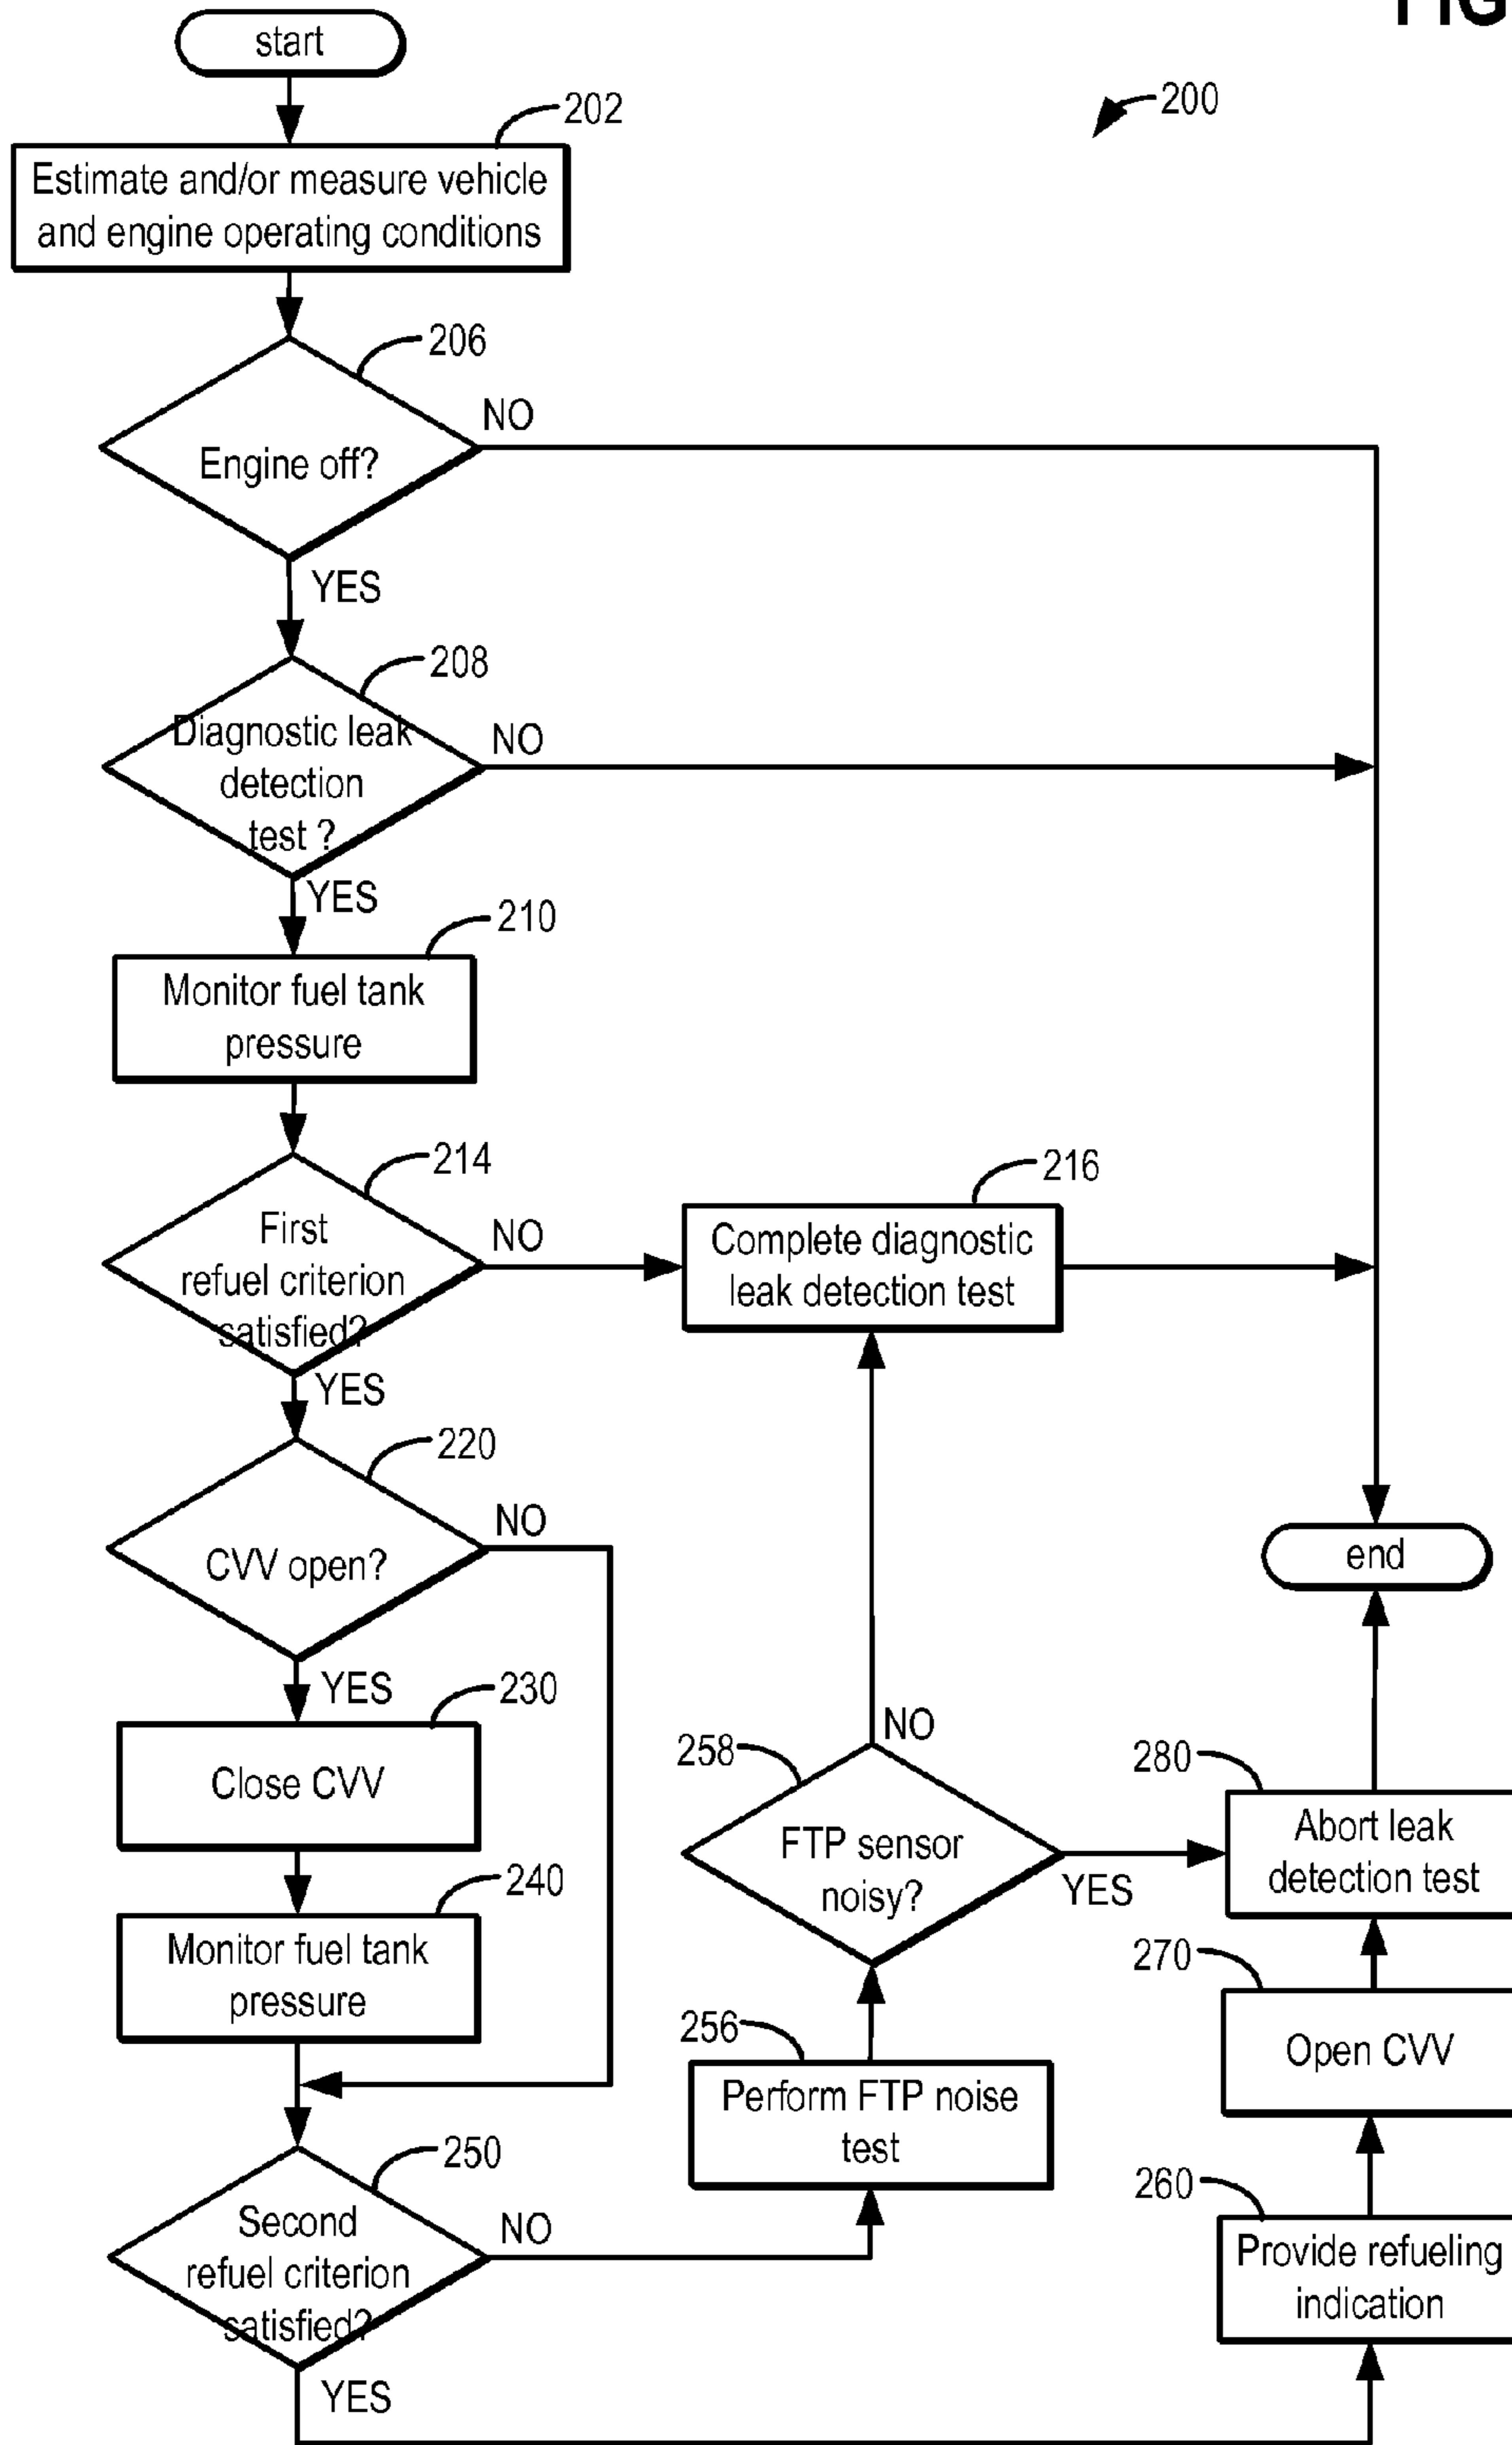 FIG
start
200
202
Estimate and/or measure vehicle
and engine operating conditions
206
NO
Engine off?
YES
208
Diagnostic leak
detection
test ?
NO
YES
210
Monitor fuel tank
pressure
214
First
refuel criterion
satisfied?
NO
216
Complete diagnostic
leak detection test
YES
220
NO
CVV open?
end
YES
230
Close CVV
258
NO
FTP sensor
noisy?
YES
280
Abort leak
detection test
240
Monitor fuel tank
pressure
270
Open CVV
256
Perform FTP noise
test
250
Second
refuel criterion
satisfied?
NO
260
Provide refueling
indication
YES